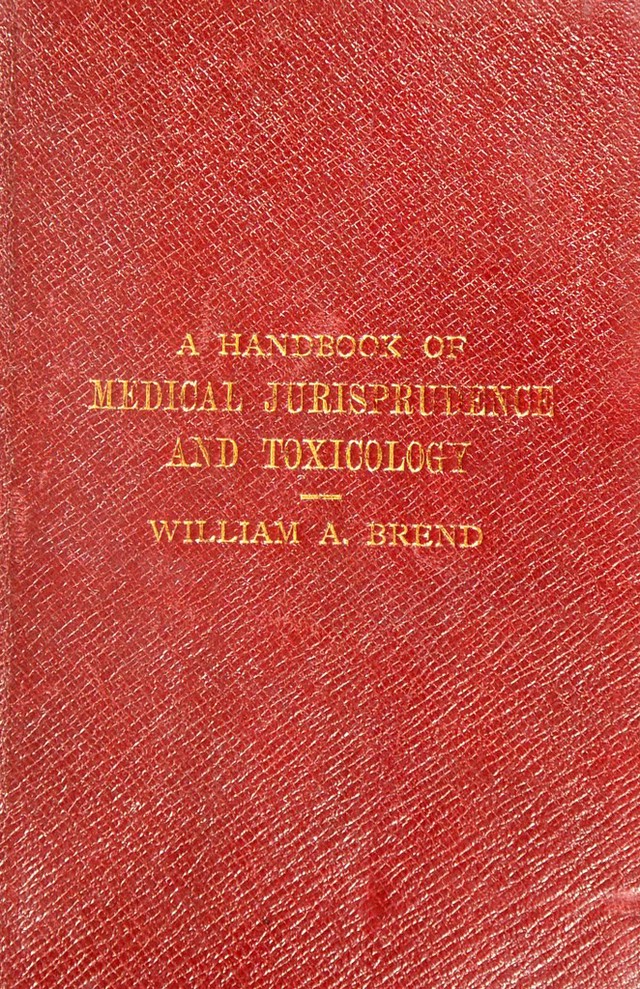 A HANDBOOK OF
MEDICAL JURISPRUDENCE
AND TOXICOLOGY
WILLIAM A. BREND